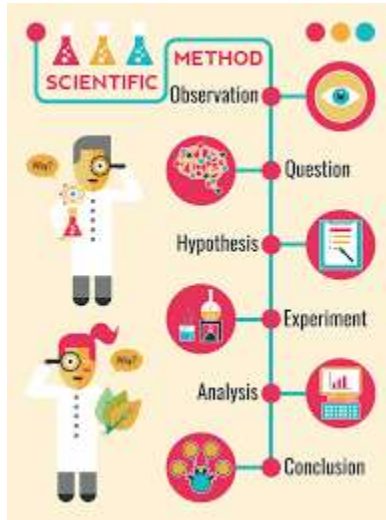 SCIENTIFIC
METHOD
Observation
Why?
Question
Hypothesis
Experiment
Why?
Analysis
Conclusion